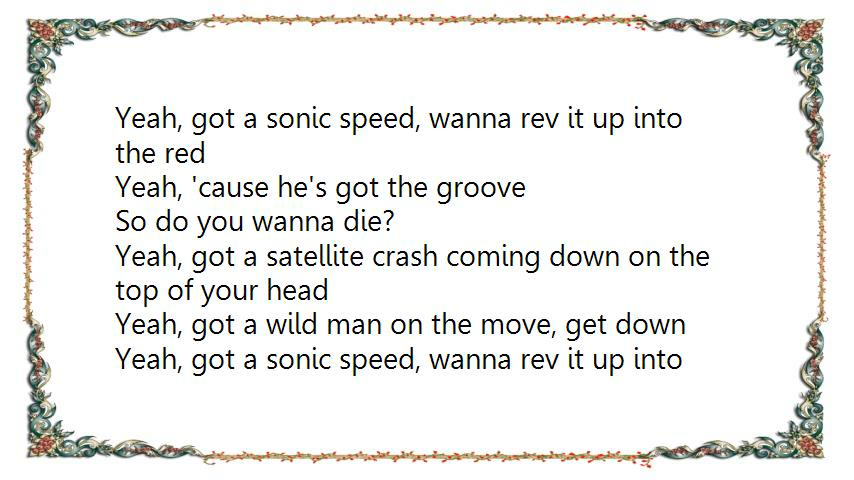 Yeah, got a sonic speed, wanna rev it up into
the red
Yeah, 'cause he's got the groove
So do you wanna die?
Yeah, got a satellite crash coming down on the
top of your head
Yeah, got a wild man on the move, get down
Yeah, got a sonic speed, wanna rev it up into